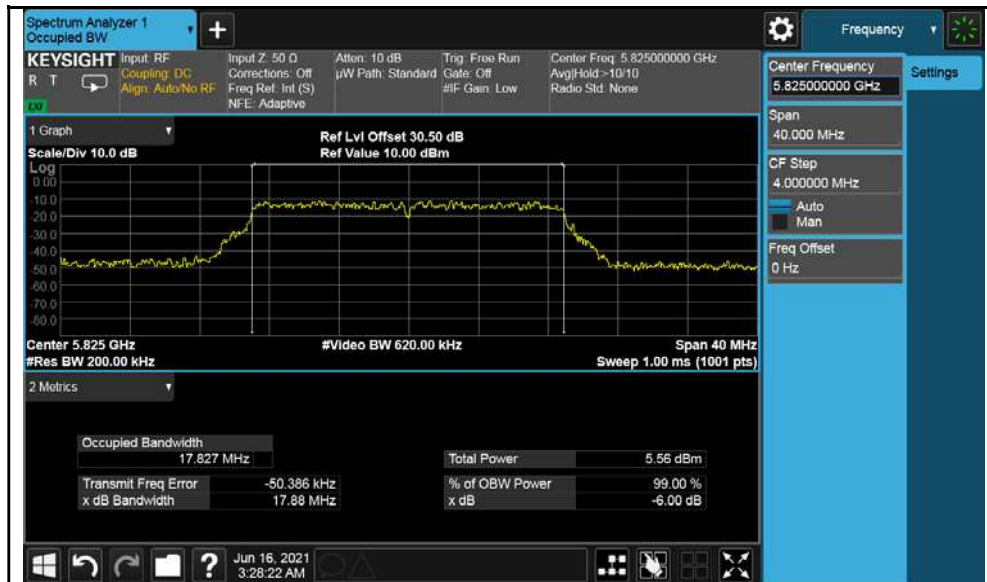 Spectrum Analyzer 1
Occupied BW
Frequency
KEYSIGHT
R T
LXI
Input: RF
Coupling: DC
Align: Auto/No RF
Input Z: 50 Ω
Corrections: Off
Freq Ref: Int (S)
NFE: Adaptive
Atten: 10 dB
µW Path: Standard
Trig: Free Run
Gate: Off
#IF Gain: Low
Center Freq: 5.825000000 GHz
Avg|Hold:>10/10
Radio Std: None
Center Frequency
5.825000000 GHz
Settings
Span
40.000 MHz
CF Step
4.000000 MHz
Auto
Man
Freq Offset
0 Hz
1 Graph
Scale/Div 10.0 dB
Ref Lvl Offset 30.50 dB
Ref Value 10.00 dBm
Log
0.00
-10.0
-20.0
-30.0
-40.0
-50.0
-60.0
-70.0
-80.0
Center 5.825 GHz
#Video BW 620.00 kHz
Span 40 MHz
#Res BW 200.00 kHz
Sweep 1.00 ms (1001 pts)
2 Metrics
Occupied Bandwidth
17.827 MHz
Total Power 5.56 dBm
Transmit Freq Error -50.386 kHz
% of OBW Power 99.00 %
x dB Bandwidth 17.88 MHz
x dB -6.00 dB
?
Jun 16, 2021
3:28:22 AM